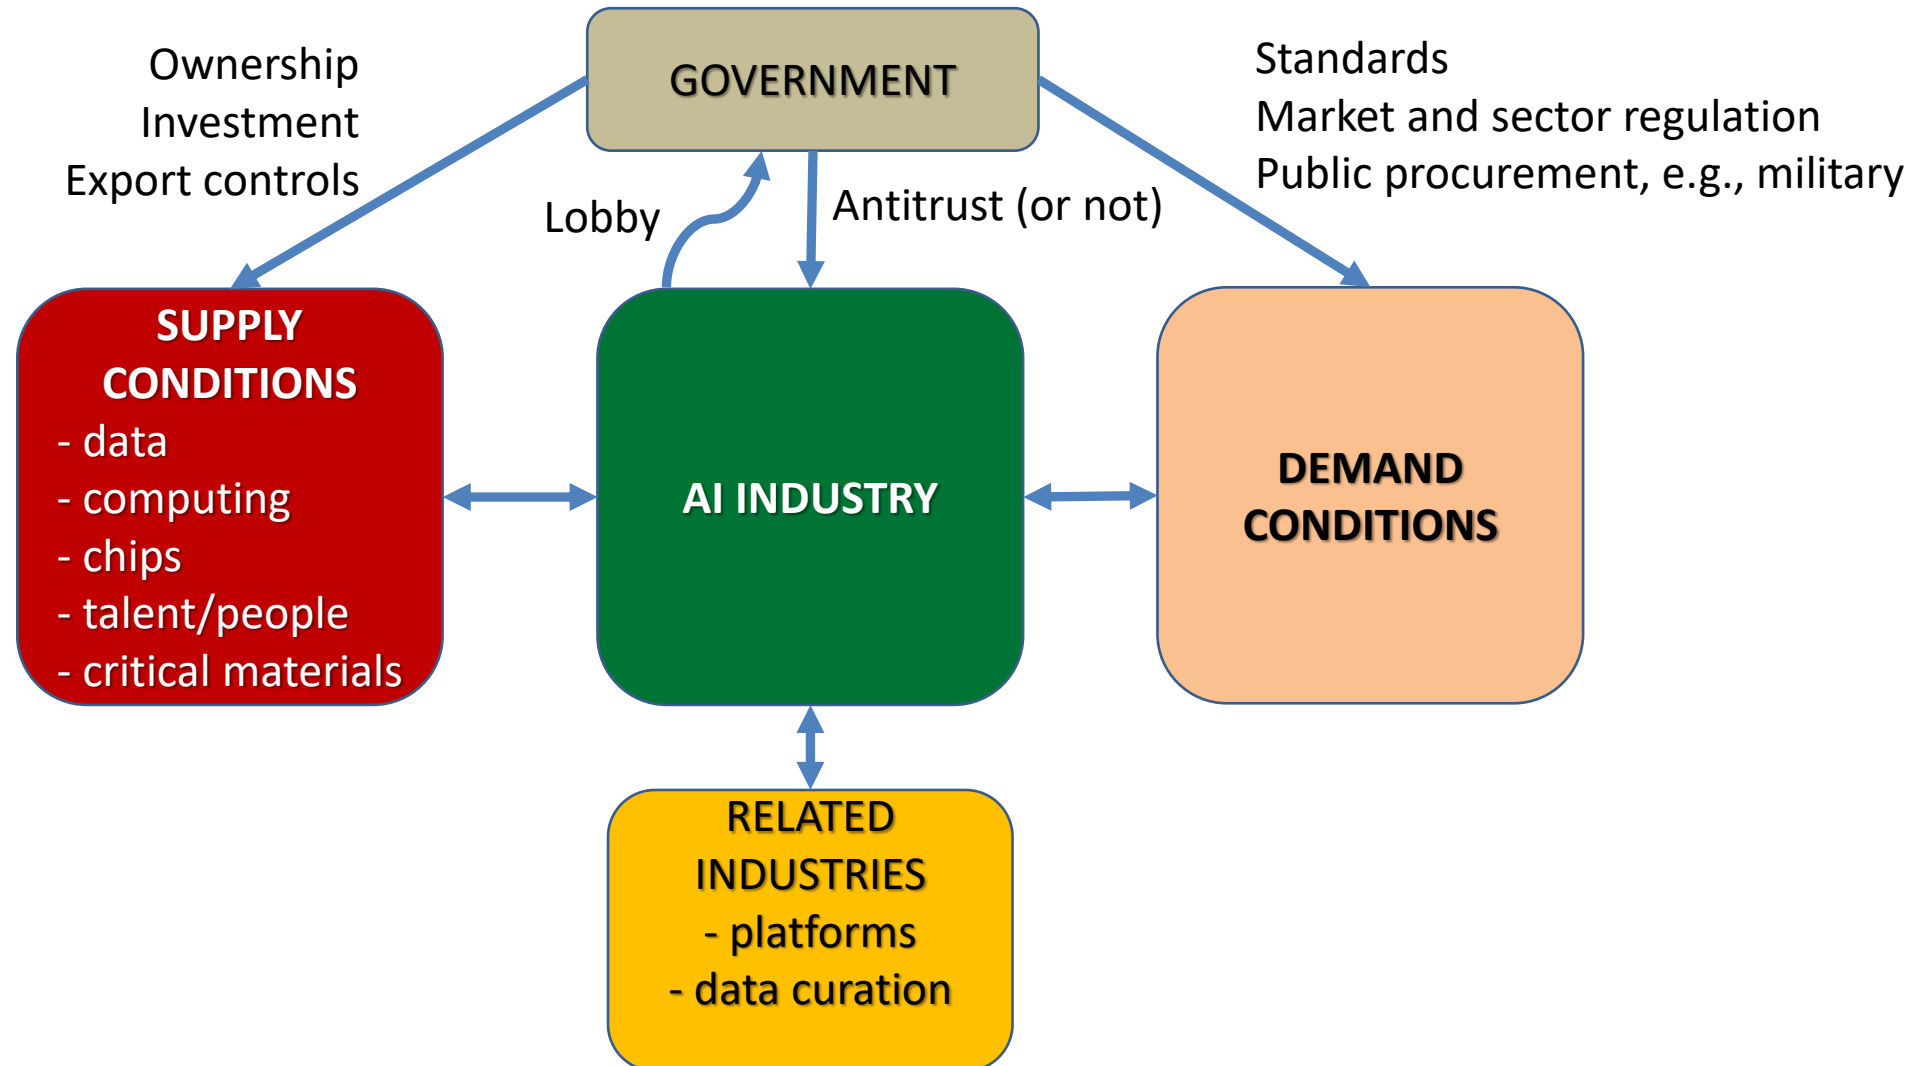 GOVERNMENT
Ownership
Investment
Export controls
Standards
Market and sector regulation
Public procurement, e.g., military
Lobby
Antitrust (or not)
SUPPLY
CONDITIONS
- data
- computing
- chips
- talent/people
- critical materials
AI INDUSTRY
DEMAND
CONDITIONS
RELATED
INDUSTRIES
- platforms
- data curation